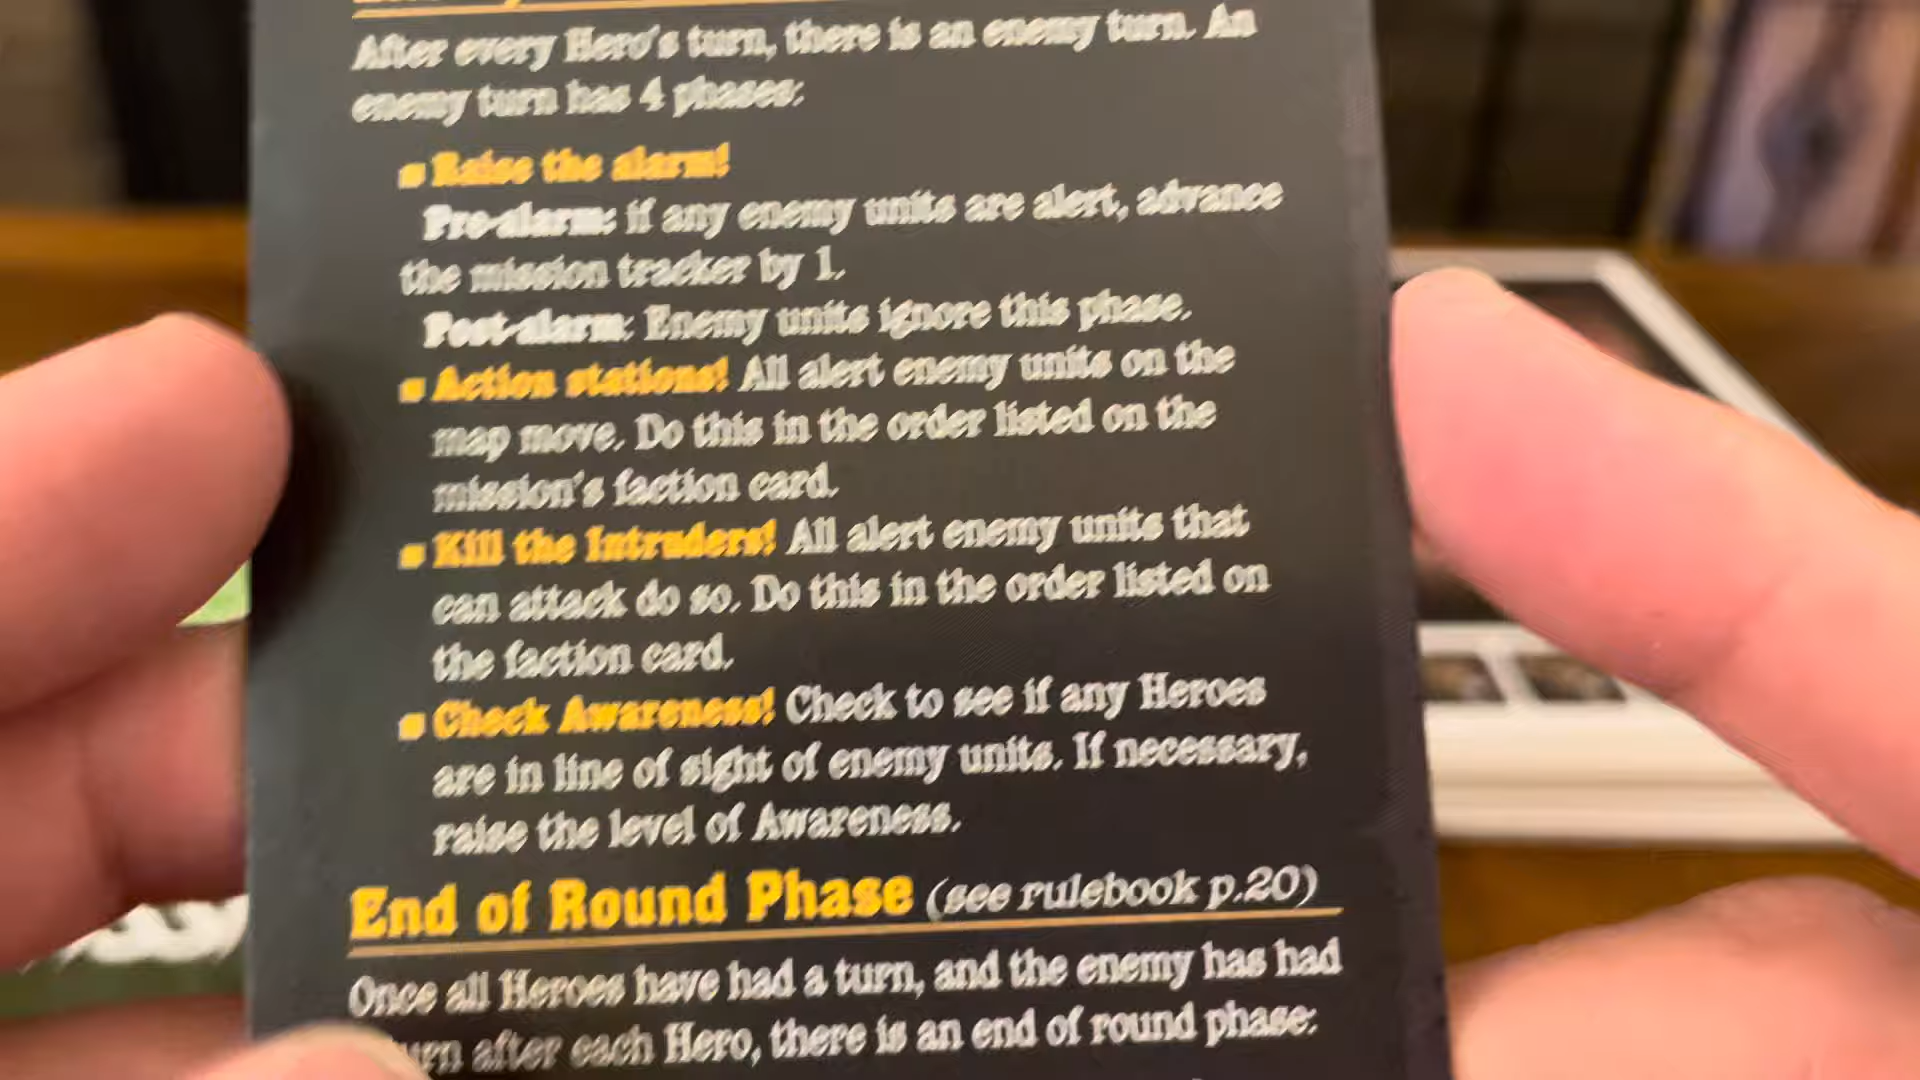 After every Hero's turn, there is an enemy turn. An
enemy turn has 4 phases:
■ Raise the alarm!
Pre-alarm: if any enemy units are alert, advance
the mission tracker by 1.
Post-alarm: Enemy units ignore this phase.
■ Action stations! All alert enemy units on the
map move. Do this in the order listed on the
mission's faction card.
■ Kill the Intruders! All alert enemy units that
can attack do so. Do this in the order listed on
the faction card.
■ Check Awareness! Check to see if any Heroes
are in line of sight of enemy units. If necessary,
raise the level of Awareness.
End of Round Phase (see rulebook p.20)
Once all Heroes have had a turn, and the enemy has had
after each Hero, there is an end of round phase: